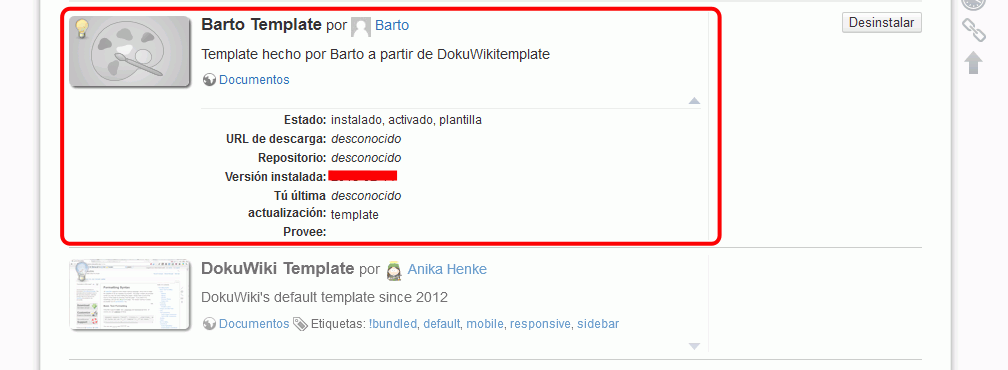 Barto Template por Barto
Desinstalar
Template hecho por Barto a partir de DokuWikitemplate
Documentos
Estado: instalado, activado, plantilla
URL de descarga: desconocido
Repositorio: desconocido
Versión instalada:
Tú última desconocido
actualización: template
Provee:
DokuWiki Template por Anika Henke
DokuWiki's default template since 2012
Documentos Etiquetas: !bundled, default, mobile, responsive, sidebar